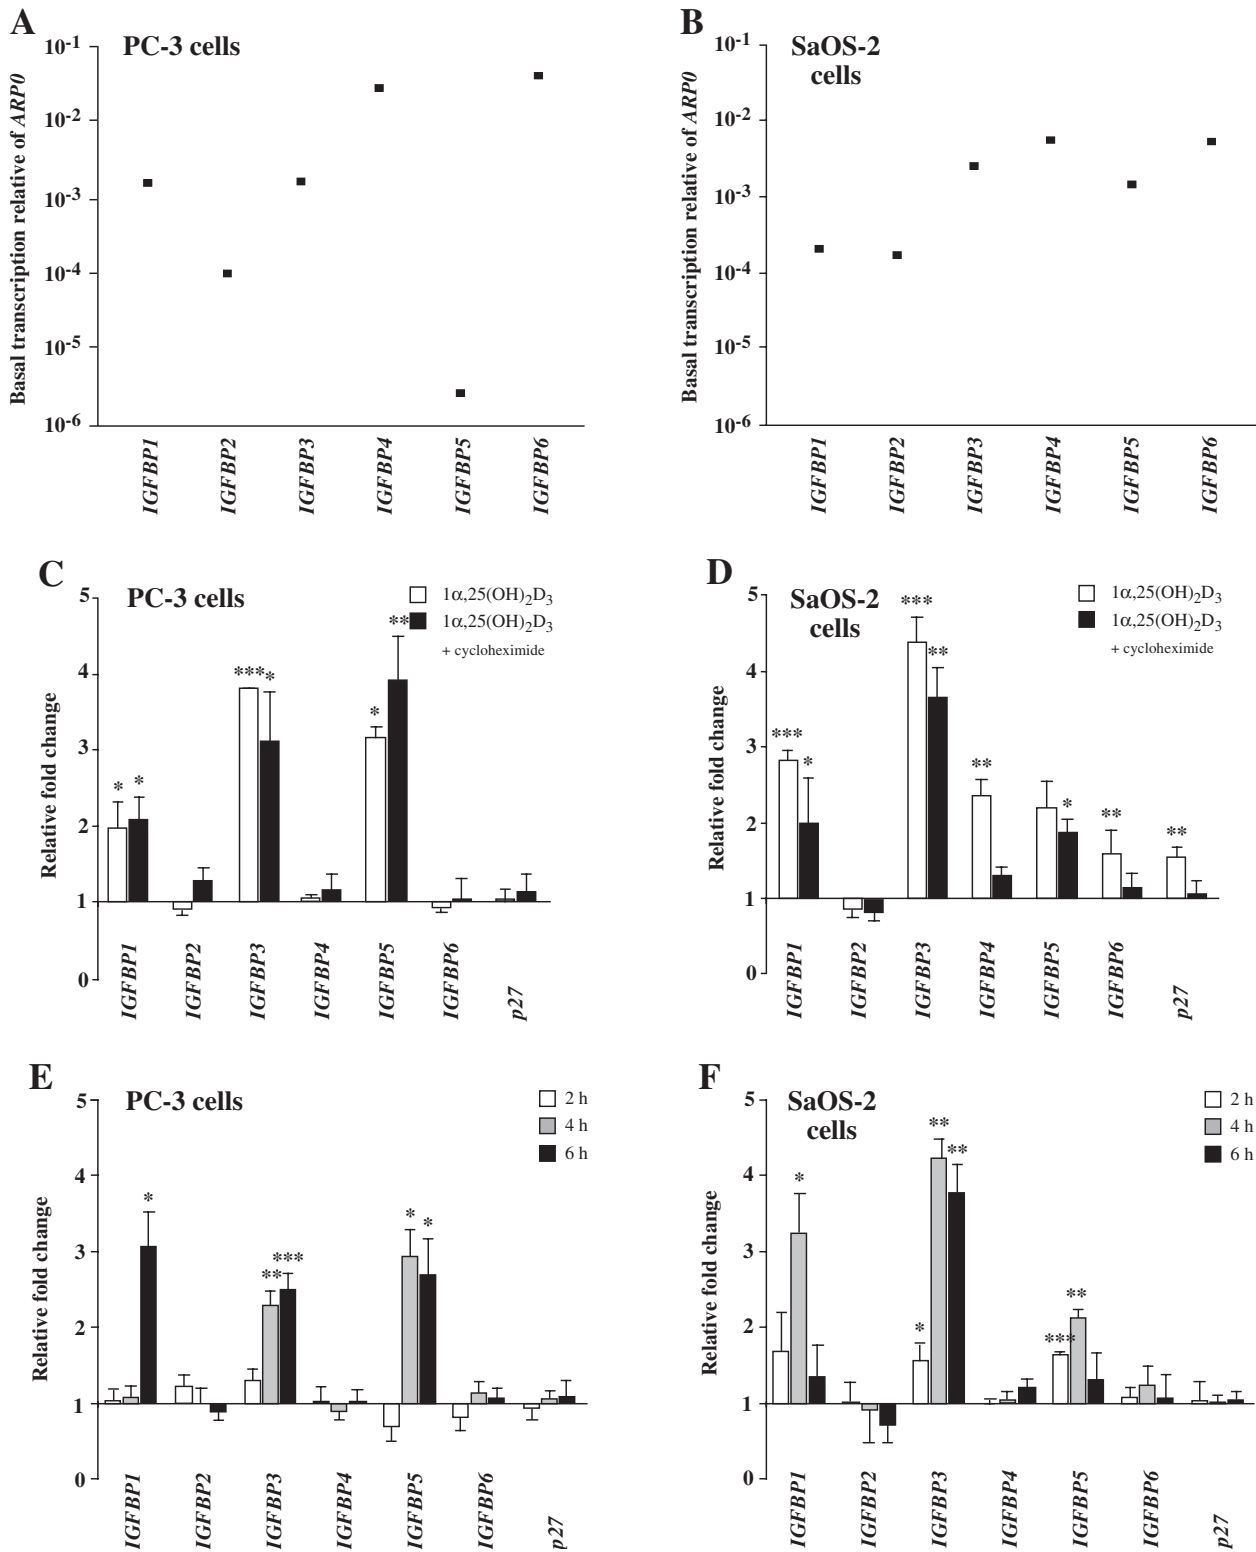 A
PC-3 cells
Basal transcription relative of ARP0
10-1
10-2
10-3
10-4
10-5
10-6
IGFBP1
IGFBP2
IGFBP3
IGFBP4
IGFBP5
IGFBP6
B
SaOS-2
cells
Basal transcription relative of ARP0
10-1
10-2
10-3
10-4
10-5
10-6
IGFBP1
IGFBP2
IGFBP3
IGFBP4
IGFBP5
IGFBP6
C
PC-3 cells
1α,25(OH)2D3
1α,25(OH)2D3
+ cycloheximide
Relative fold change
5
4
3
2
1
0
* *
*** *
* **
IGFBP1
IGFBP2
IGFBP3
IGFBP4
IGFBP5
IGFBP6
p27
D
SaOS-2
cells
1α,25(OH)2D3
1α,25(OH)2D3
+ cycloheximide
Relative fold change
5
4
3
2
1
0
*** *
*** **
**
*
**
**
IGFBP1
IGFBP2
IGFBP3
IGFBP4
IGFBP5
IGFBP6
p27
E
PC-3 cells
2 h
4 h
6 h
Relative fold change
5
4
3
2
1
0
*
** ***
* *
IGFBP1
IGFBP2
IGFBP3
IGFBP4
IGFBP5
IGFBP6
p27
F
SaOS-2
cells
2 h
4 h
6 h
Relative fold change
5
4
3
2
1
0
*
* ** **
*** **
IGFBP1
IGFBP2
IGFBP3
IGFBP4
IGFBP5
IGFBP6
p27